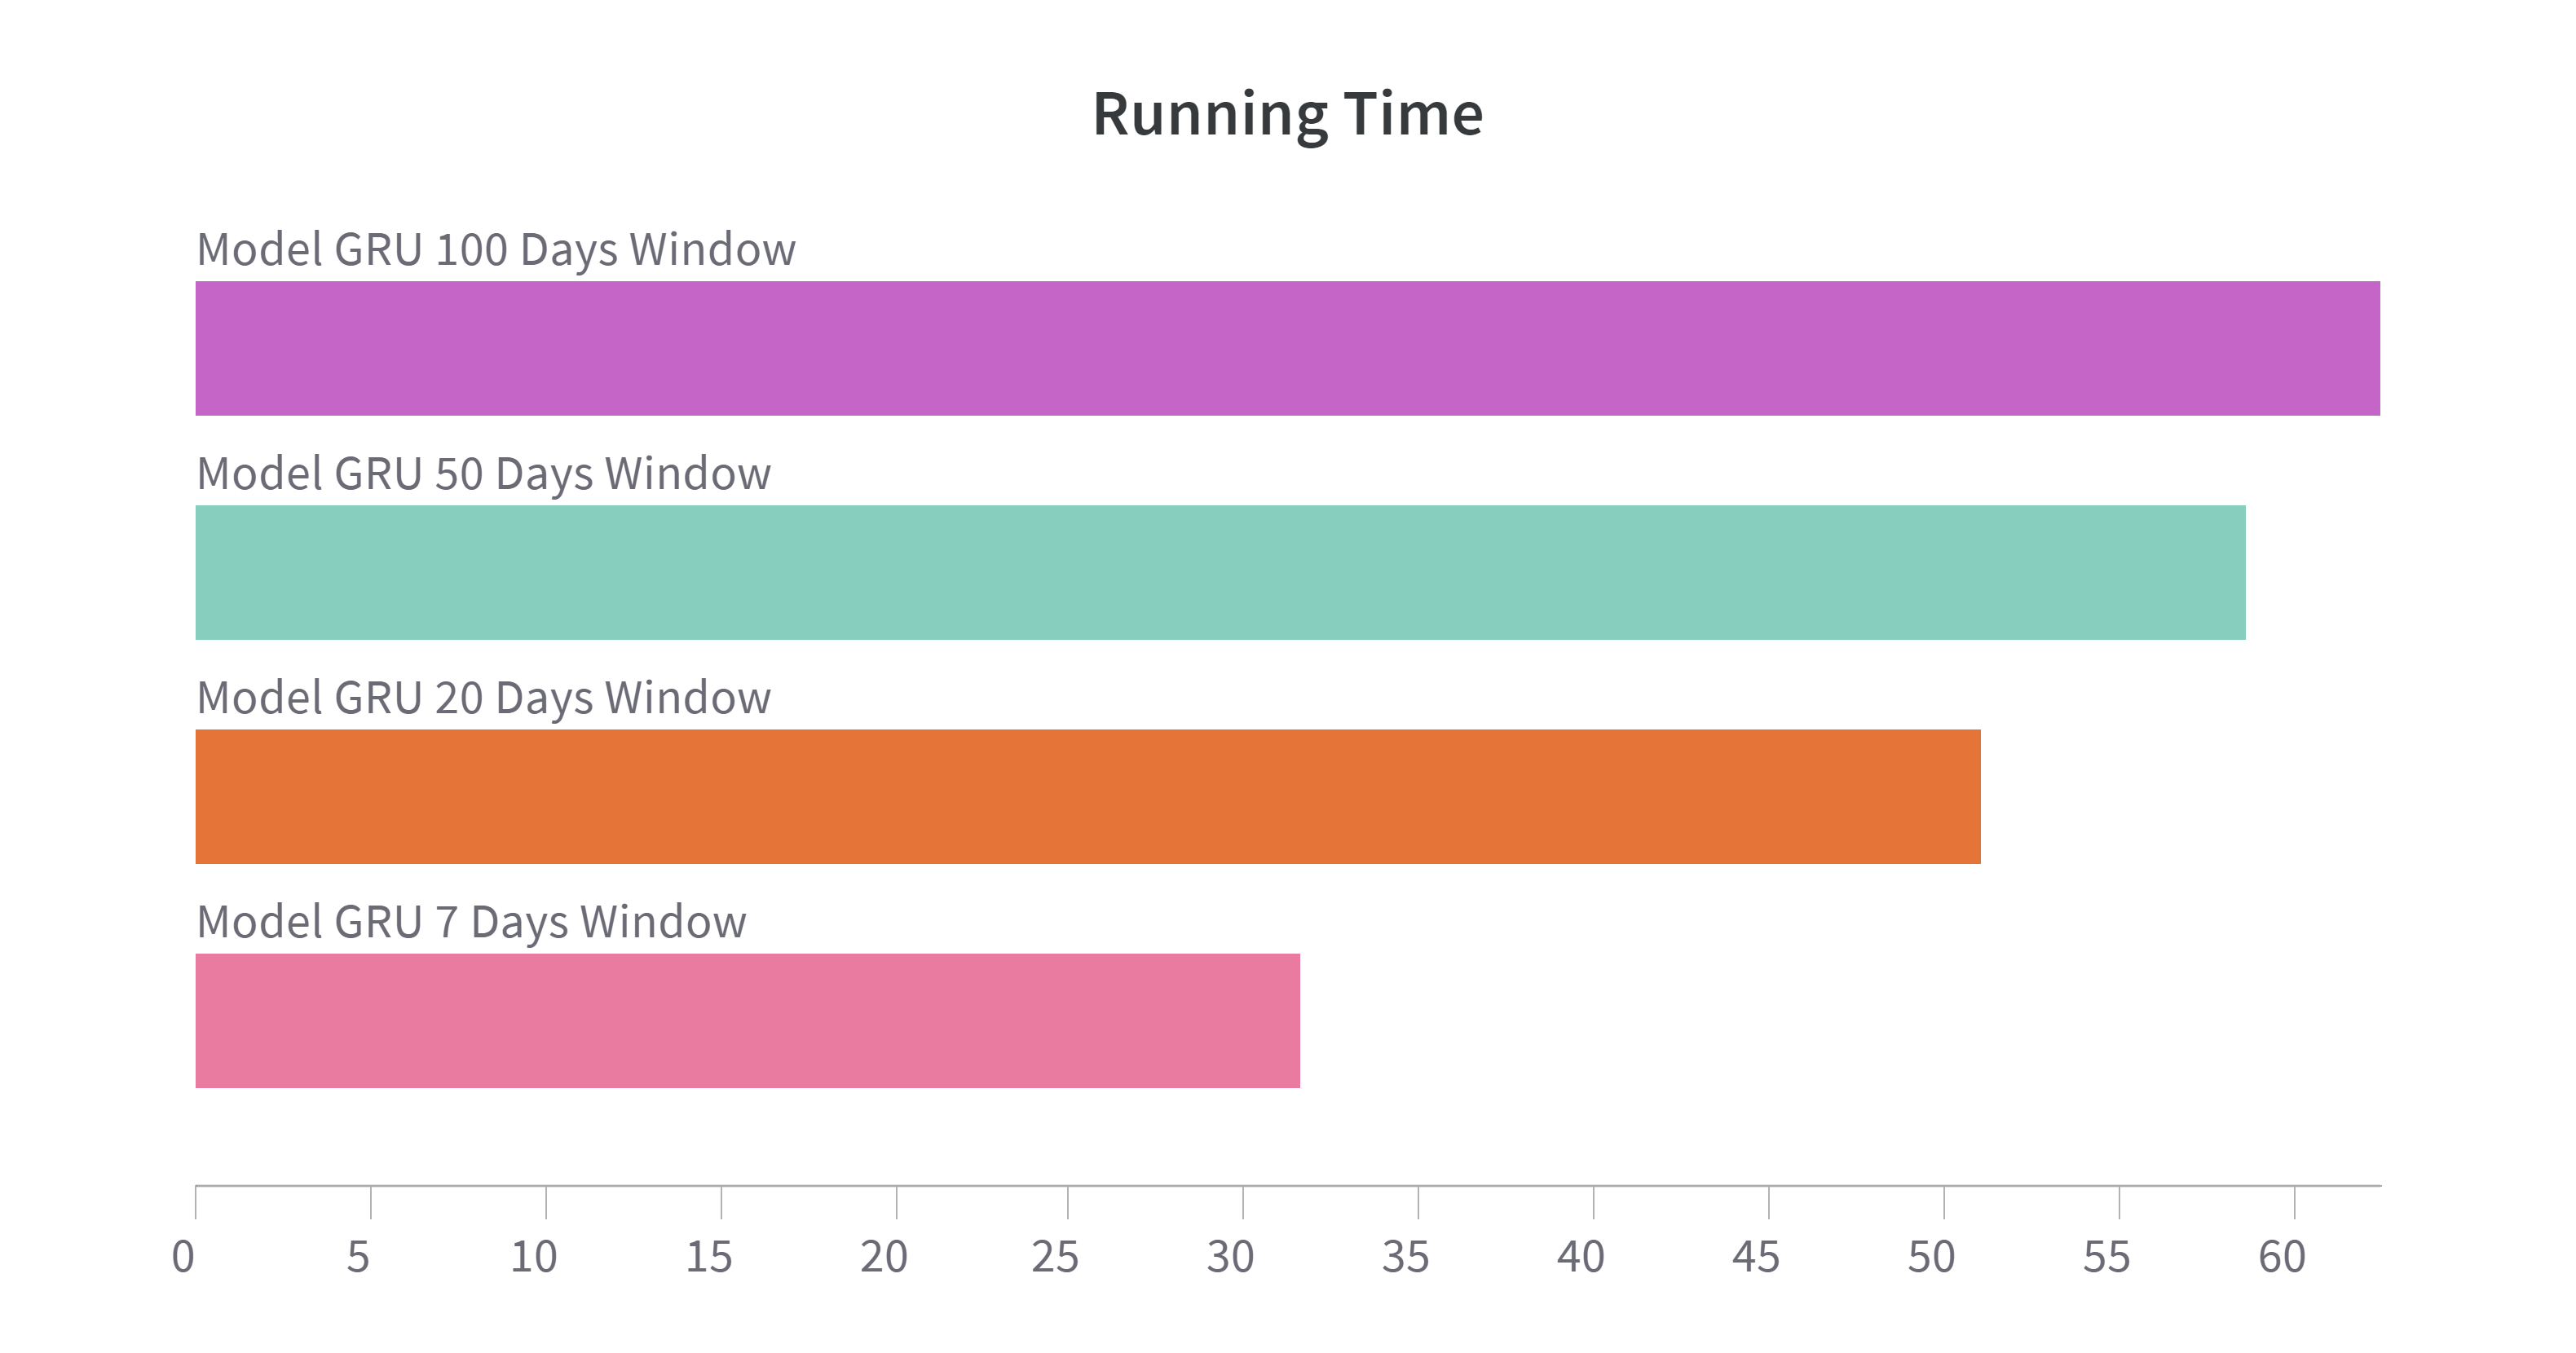 Running Time
Model GRU 100 Days Window
Model GRU 50 Days Window
Model GRU 20 Days Window
Model GRU 7 Days Window
0 5 10 15 20 25 30 35 40 45 50 55 60